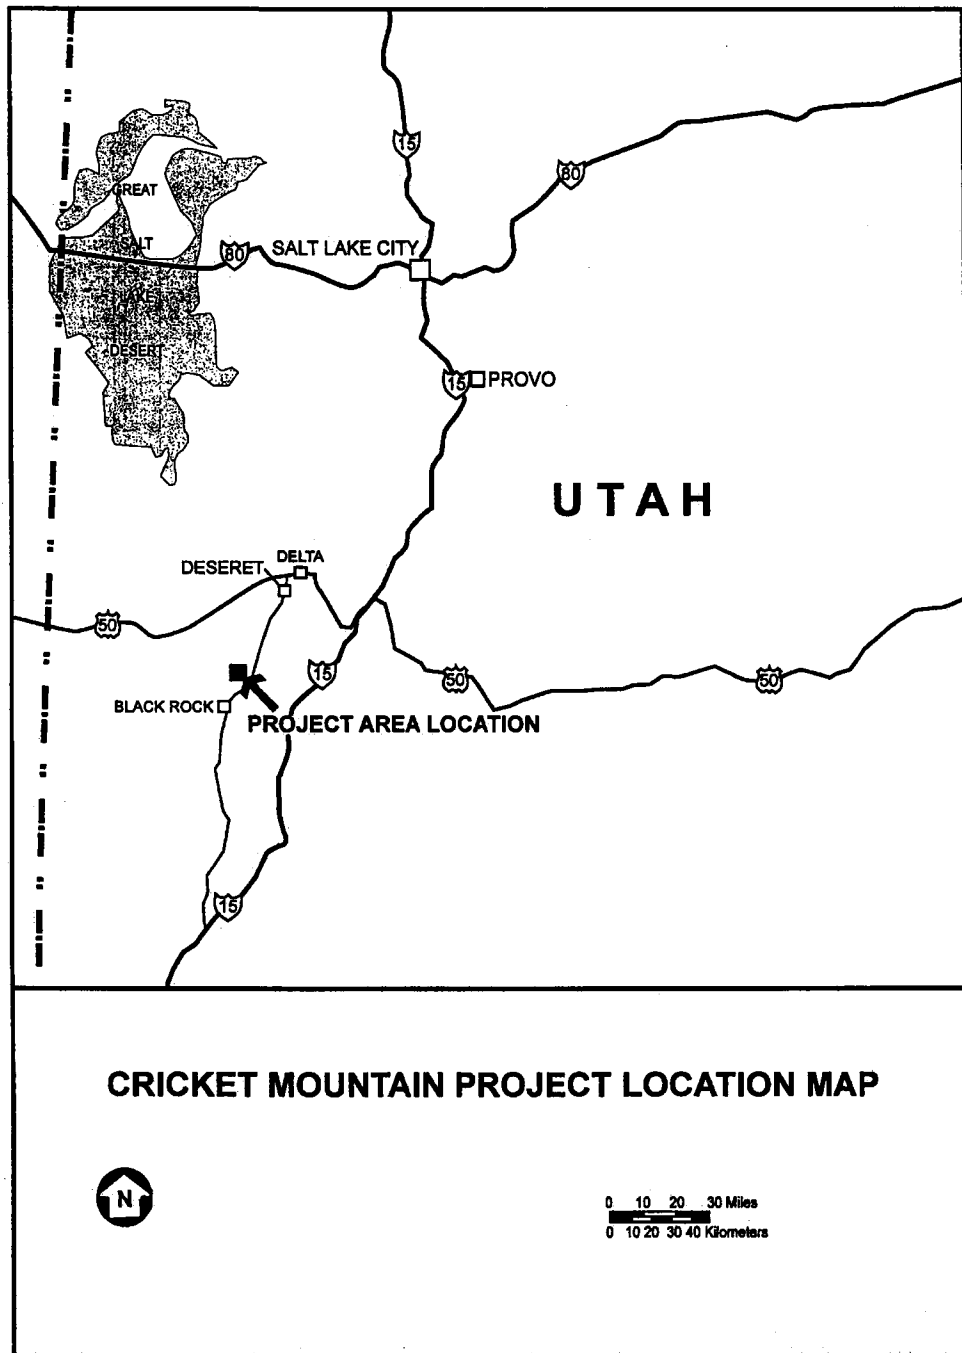 15
80
GREAT
SALT
LAKE
DESERT
80
SALT LAKE CITY
15
PROVO
UTAH
DELTA
DESERET
50
15
50
50
BLACK ROCK
PROJECT AREA LOCATION
15
CRICKET MOUNTAIN PROJECT LOCATION MAP
N
0 10 20 30 Miles
0 10 20 30 40 Kilometers